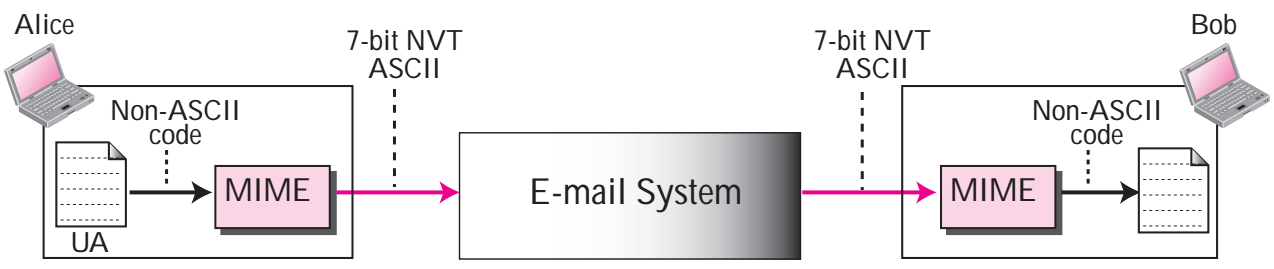 Alice
Bob
7-bit NVT
ASCII
7-bit NVT
ASCII
Non-ASCII
code
Non-ASCII
code
MIME
E-mail System
MIME
UA